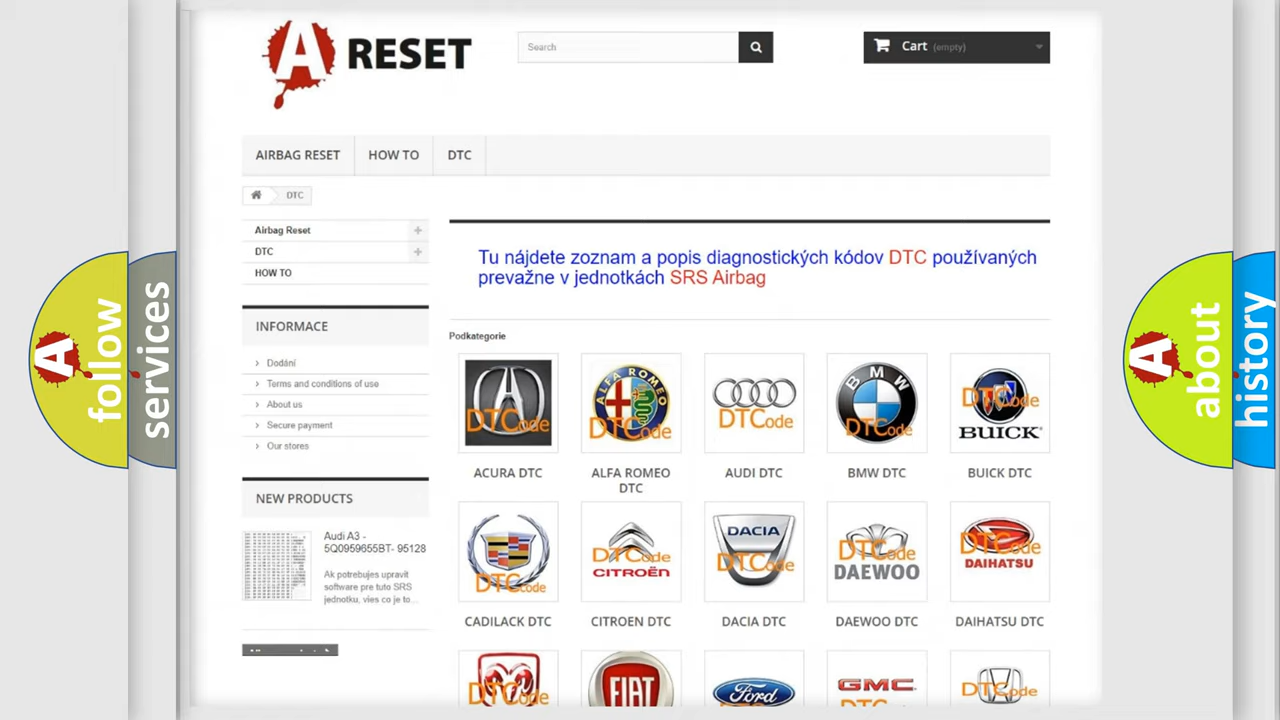 A RESET
Search
Cart (empty)
AIRBAG RESET
HOW TO
DTC
DTC
Airbag Reset
DTC
HOW TO
Tu nájdete zoznam a popis diagnostických kódov DTC používaných
prevažne v jednotkách SRS Airbag
INFORMACE
Dodání
Terms and conditions of use
About us
Secure payment
Our stores
NEW PRODUCTS
Audi A3 -
5Q0959655BT- 95128
Ak potrebujes upravit
software pre tuto SRS
jednotku, vies co je to...
Podkategorie
DTCode
ALFA ROMEO
DTCode
DTCode
BMW
DTCode
DTCode
BUICK
ACURA DTC
ALFA ROMEO
DTC
AUDI DTC
BMW DTC
BUICK DTC
DTCode
DTCode
CITROËN
DACIA
DTCode
DTCode
DAEWOO
DTCode
DAIHATSU
CADILACK DTC
CITROEN DTC
DACIA DTC
DAEWOO DTC
DAIHATSU DTC
DTCode
FIAT
Ford
GMC
DTCode
A follow
services
A about
history